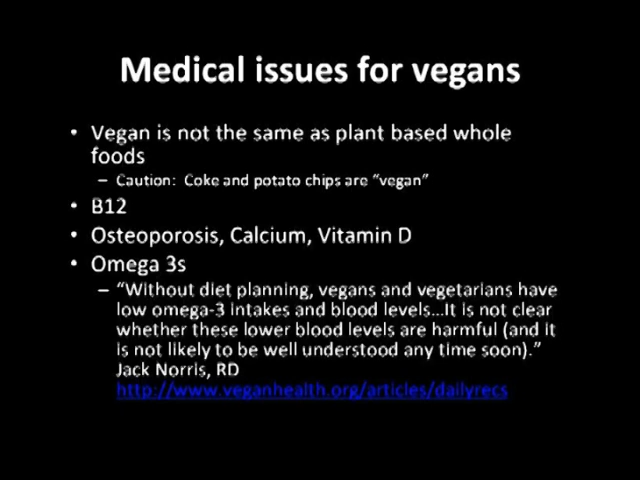 Medical issues for vegans
• Vegan is not the same as plant based whole
foods
– Caution: Coke and potato chips are “vegan”
• B12
• Osteoporosis, Calcium, Vitamin D
• Omega 3s
– “Without diet planning, vegans and vegetarians have
low omega-3 intakes and blood levels...It is not clear
whether these lower blood levels are harmful (and it
is not likely to be well understood any time soon).”
Jack Norris, RD
http://www.veganhealth.org/articles/dailyrecs